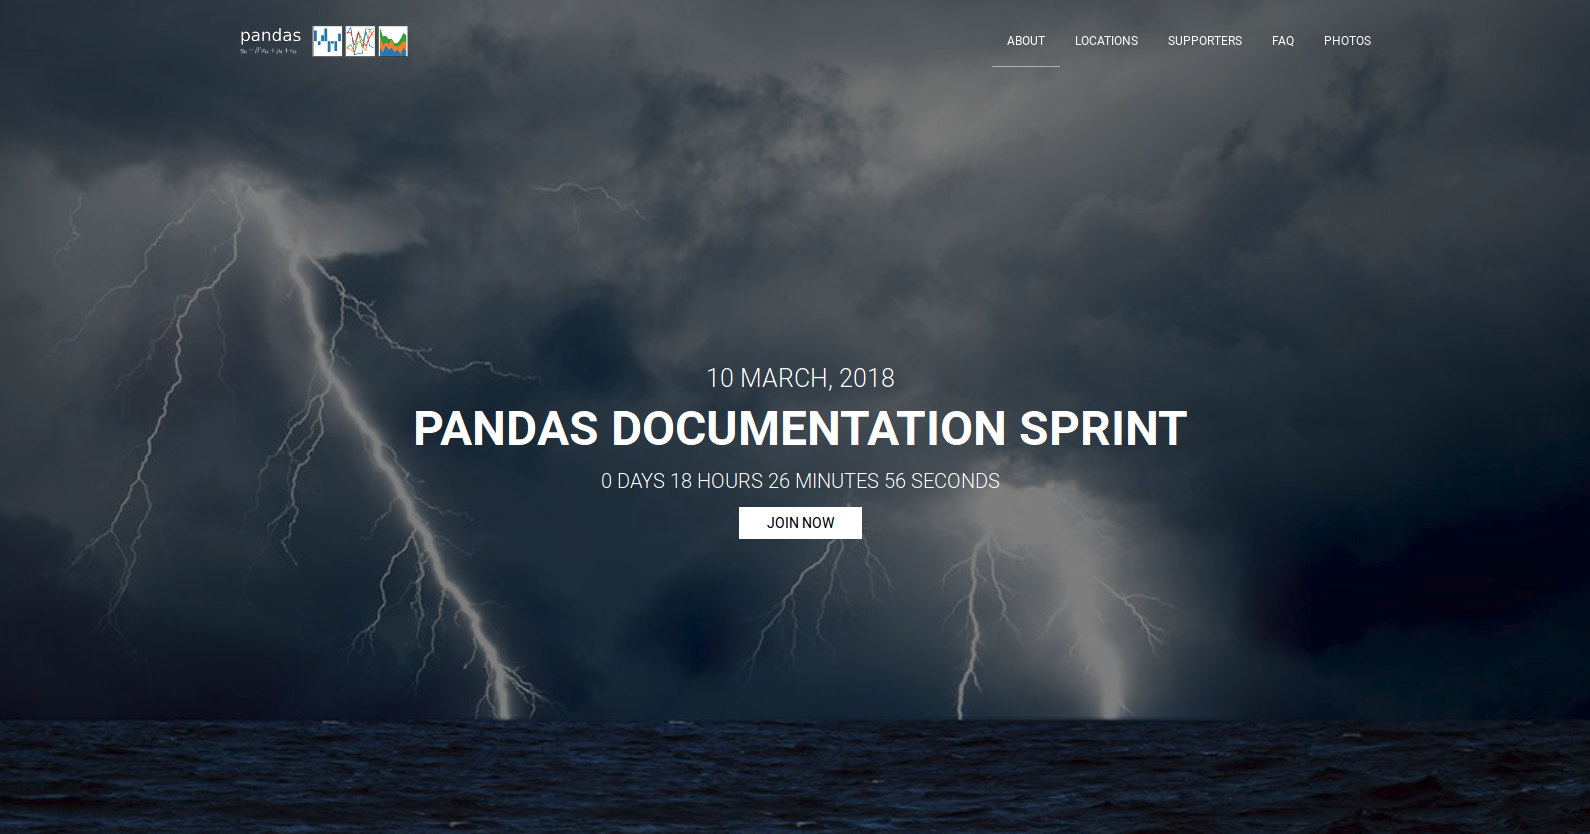 pandas
ABOUT LOCATIONS SUPPORTERS FAQ PHOTOS
10 MARCH, 2018
PANDAS DOCUMENTATION SPRINT
0 DAYS 18 HOURS 26 MINUTES 56 SECONDS
JOIN NOW